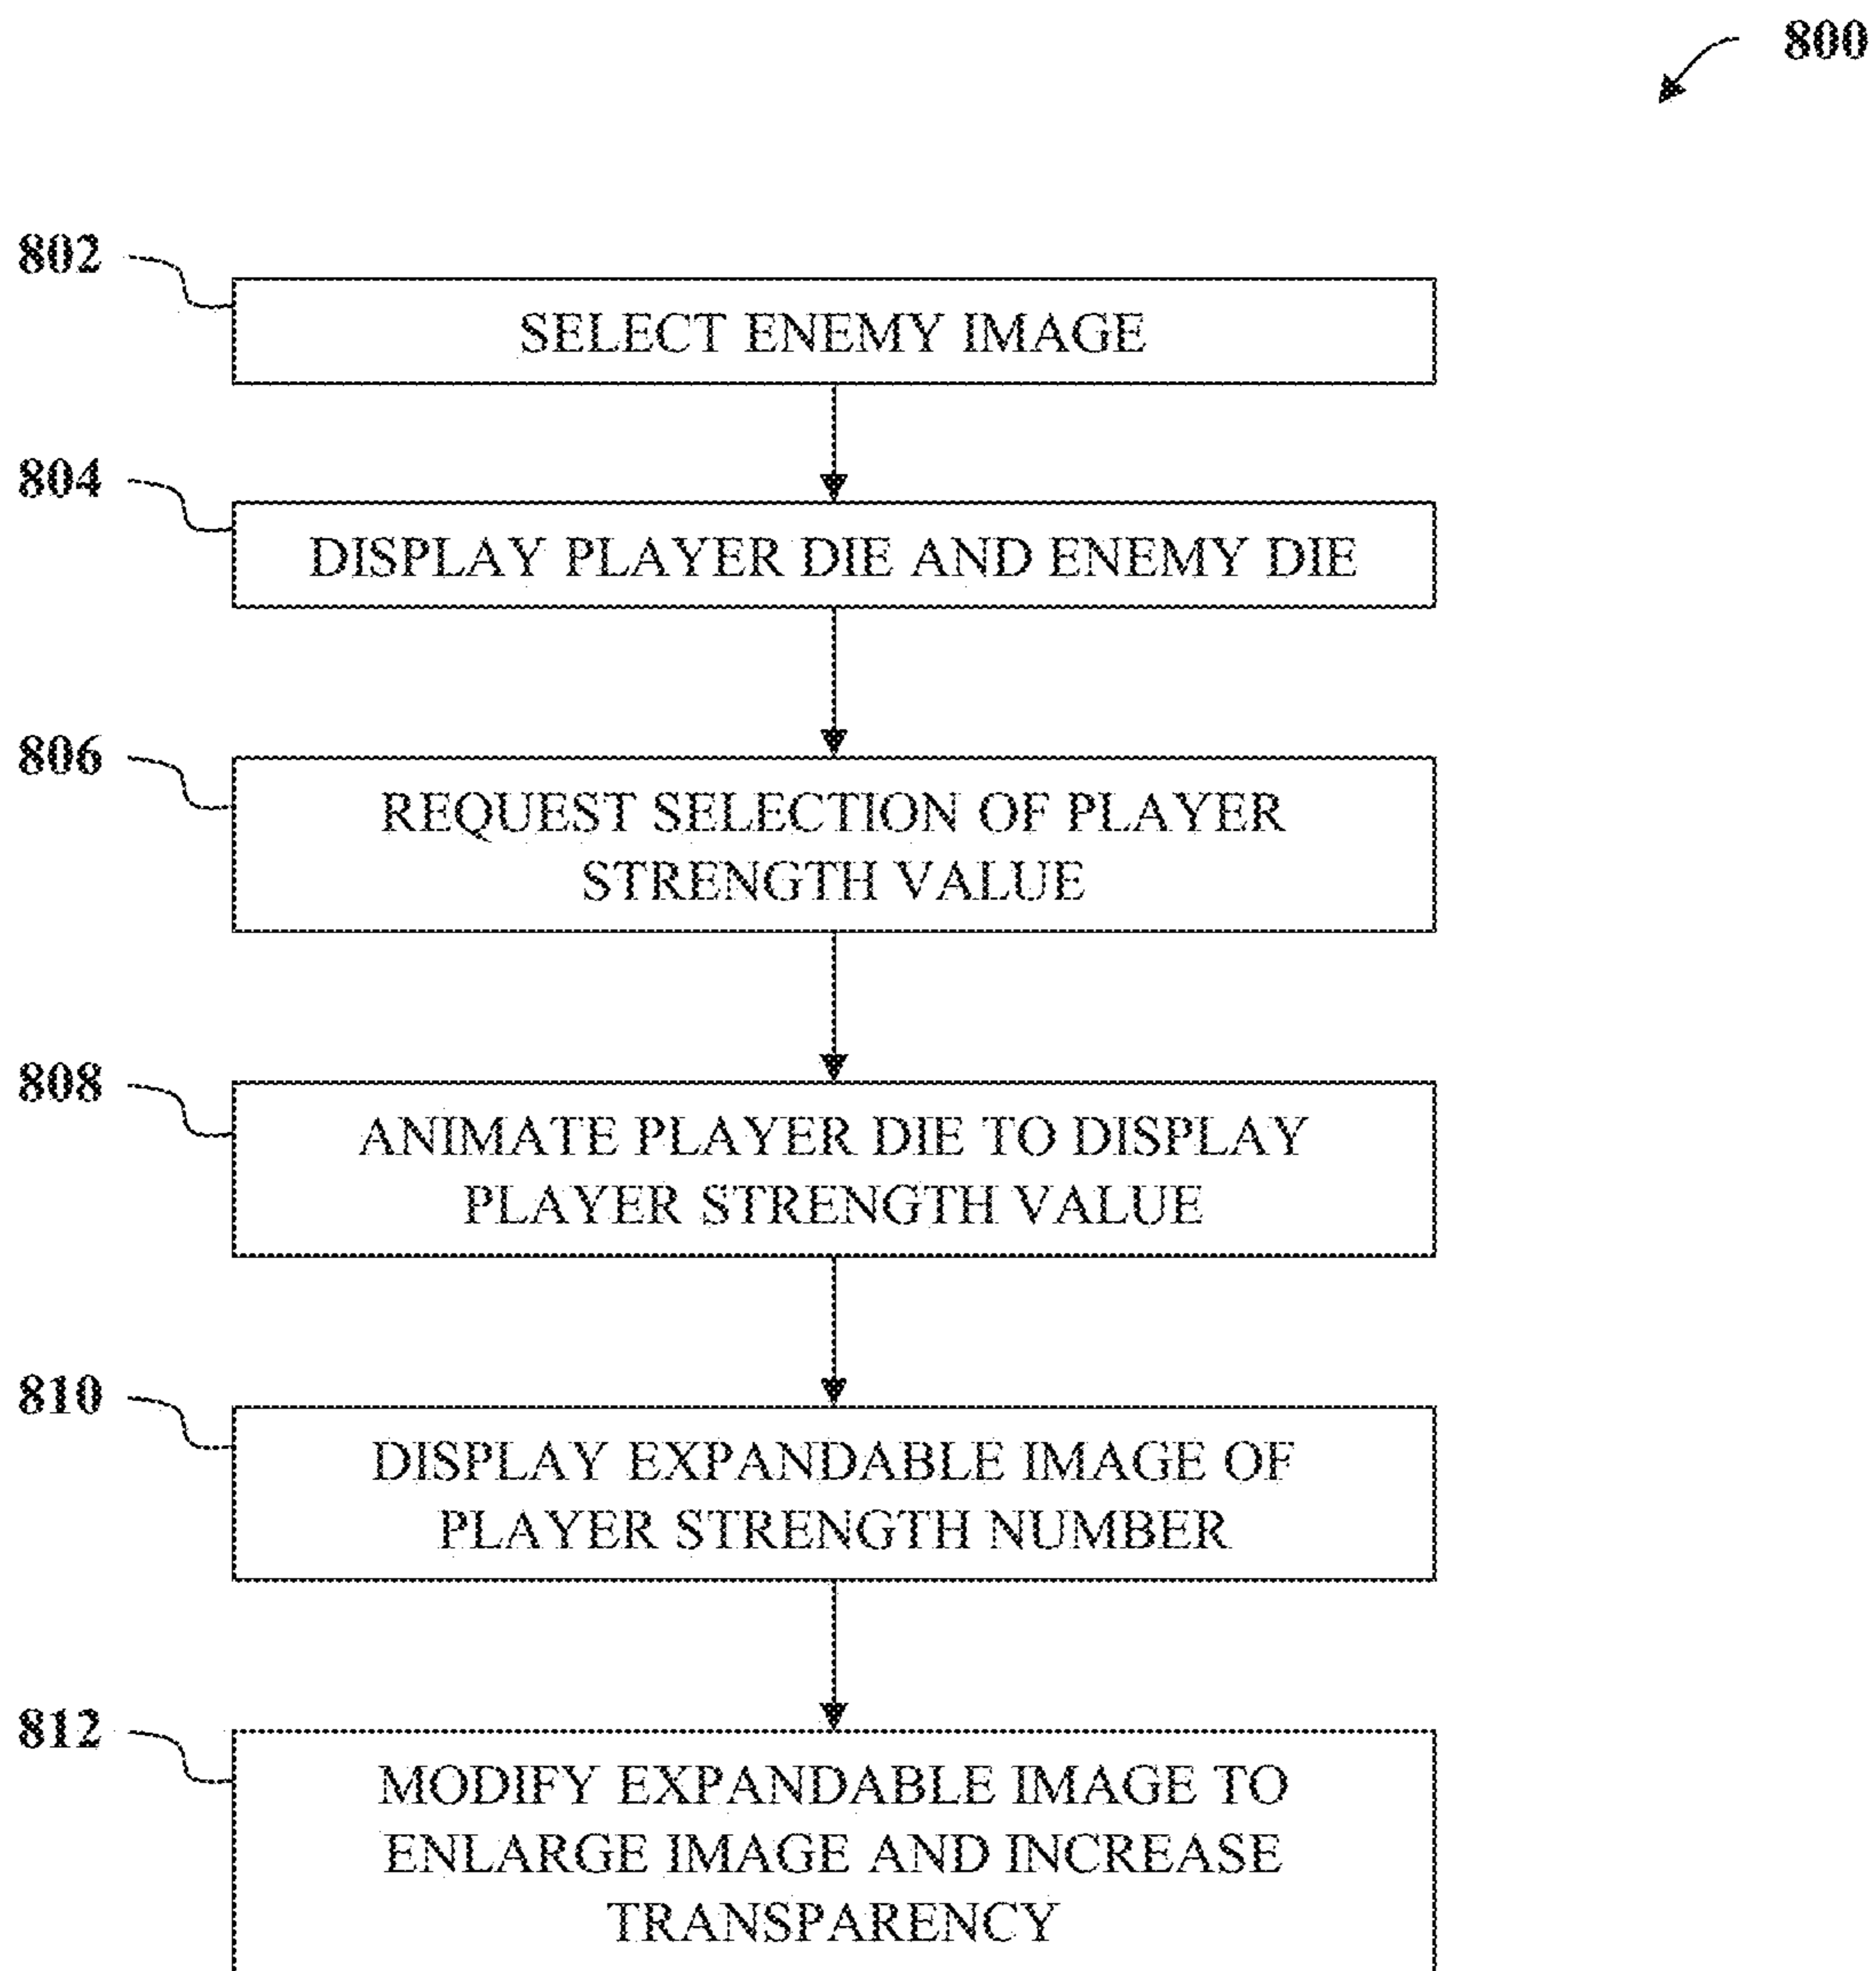 800
802
SELECT ENEMY IMAGE
804
DISPLAY PLAYER DIE AND ENEMY DIE
806
REQUEST SELECTION OF PLAYER
STRENGTH VALUE
808
ANIMATE PLAYER DIE TO DISPLAY
PLAYER STRENGTH VALUE
810
DISPLAY EXPANDABLE IMAGE OF
PLAYER STRENGTH NUMBER
812
MODIFY EXPANDABLE IMAGE TO
ENLARGE IMAGE AND INCREASE
TRANSPARENCY